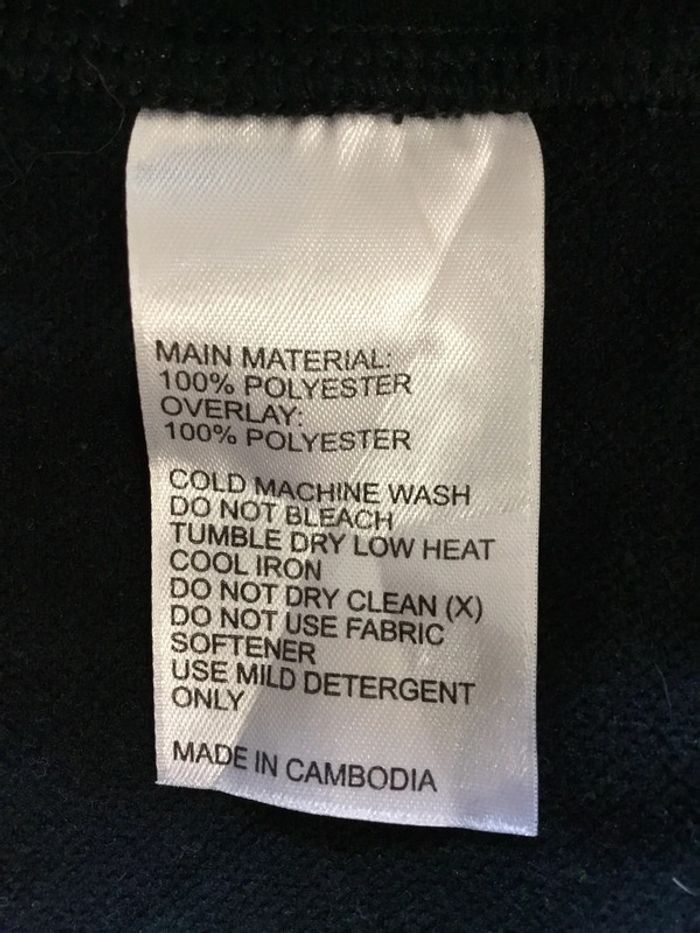 MAIN MATERIAL:
100% POLYESTER
OVERLAY:
100% POLYESTER
COLD MACHINE WASH
DO NOT BLEACH
TUMBLE DRY LOW HEAT
COOL IRON
DO NOT DRY CLEAN (X)
DO NOT USE FABRIC
SOFTENER
USE MILD DETERGENT
ONLY
MADE IN CAMBODIA